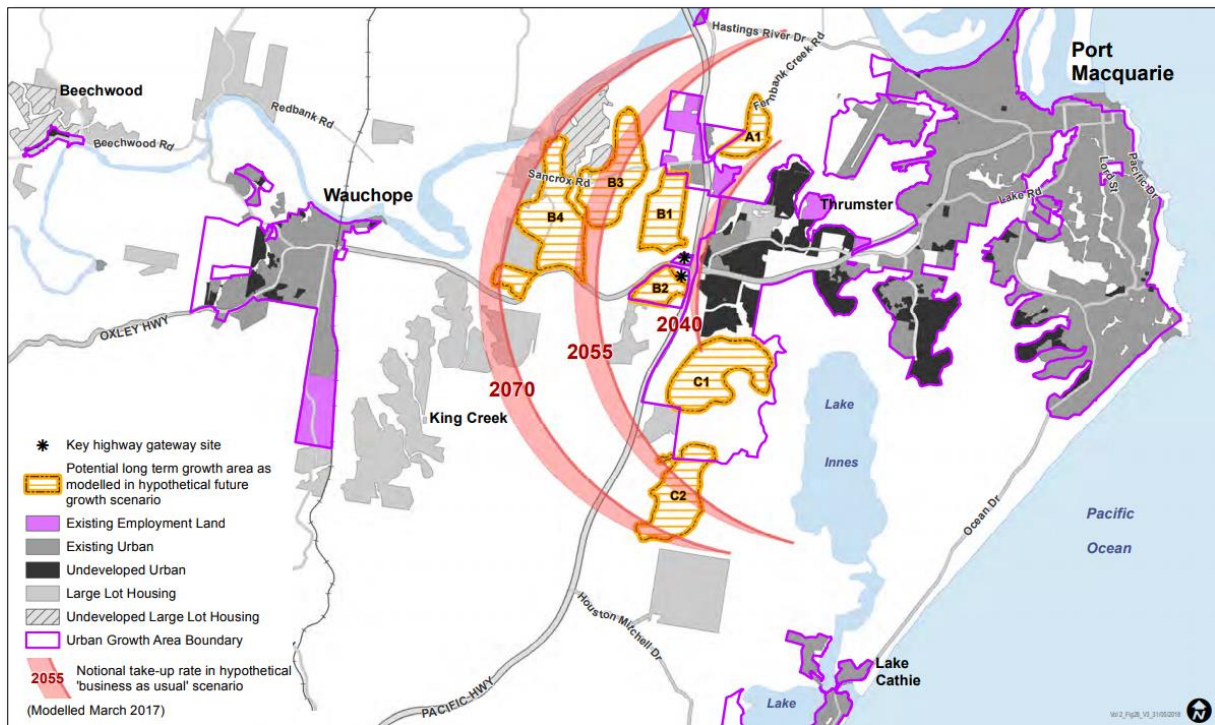 Port
Macquarie
Hastings River Dr
Fernbank Creek Rd
Beechwood
Redbank Rd
Beechwood Rd
A1
Sancrox Rd
B3
Wauchope
B4
B1
Thrumster
Lake Rd
Lord St
Pacific Dr
B2
OXLEY HWY
2040
2055
2070
C1
King Creek
Lake
Innes
C2
Ocean Dr
Pacific
Ocean
Houston Mitchell Dr
PACIFIC HWY
Lake
Cathie
Lake
Key highway gateway site
Potential long term growth area as
modelled in hypothetical future
growth scenario
Existing Employment Land
Existing Urban
Undeveloped Urban
Large Lot Housing
Undeveloped Large Lot Housing
Urban Growth Area Boundary
2055
Notional take-up rate in hypothetical
'business as usual' scenario
(Modelled March 2017)
N